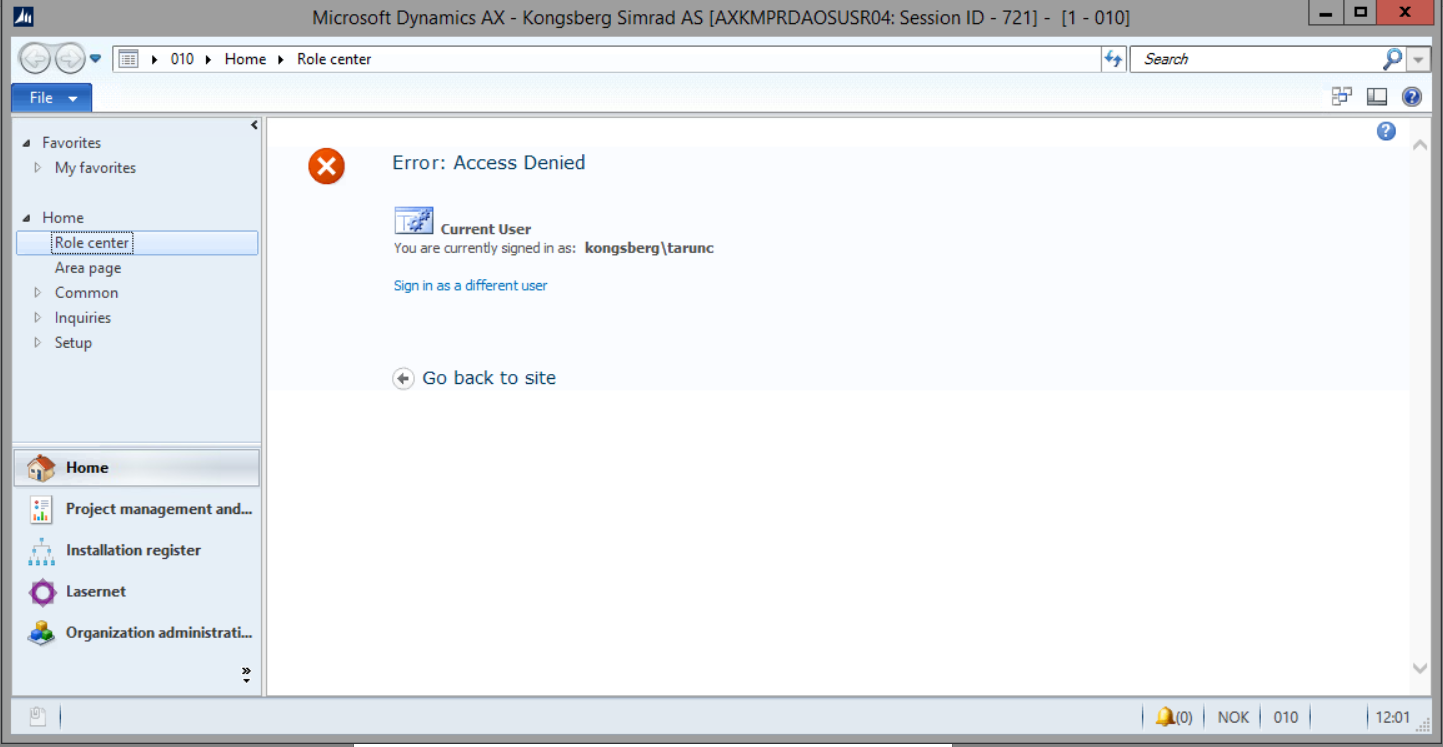 Microsoft Dynamics AX - Kongsberg Simrad AS [AXKMPRDAOSUSR04: Session ID - 721] - [1 - 010]
010 Home Role center
Search
File
Favorites
My favorites
Home
Role center
Area page
Common
Inquiries
Setup
Home
Project management and...
Installation register
Lasernet
Organization administrati...
Error: Access Denied
Current User
You are currently signed in as: kongsberg\tarunc
Sign in as a different user
Go back to site
(0) NOK 010 12:01